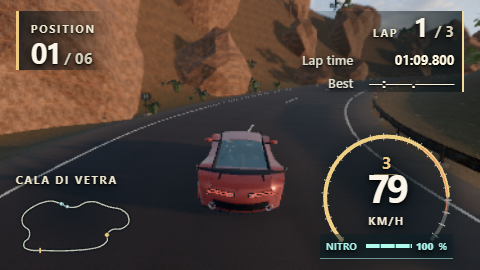 POSITION
01 / 06
LAP 1 / 3
Lap time 01:09.800
Best --:--.---
CALA DI VETRA
3
79
KM/H
NITRO 100 %